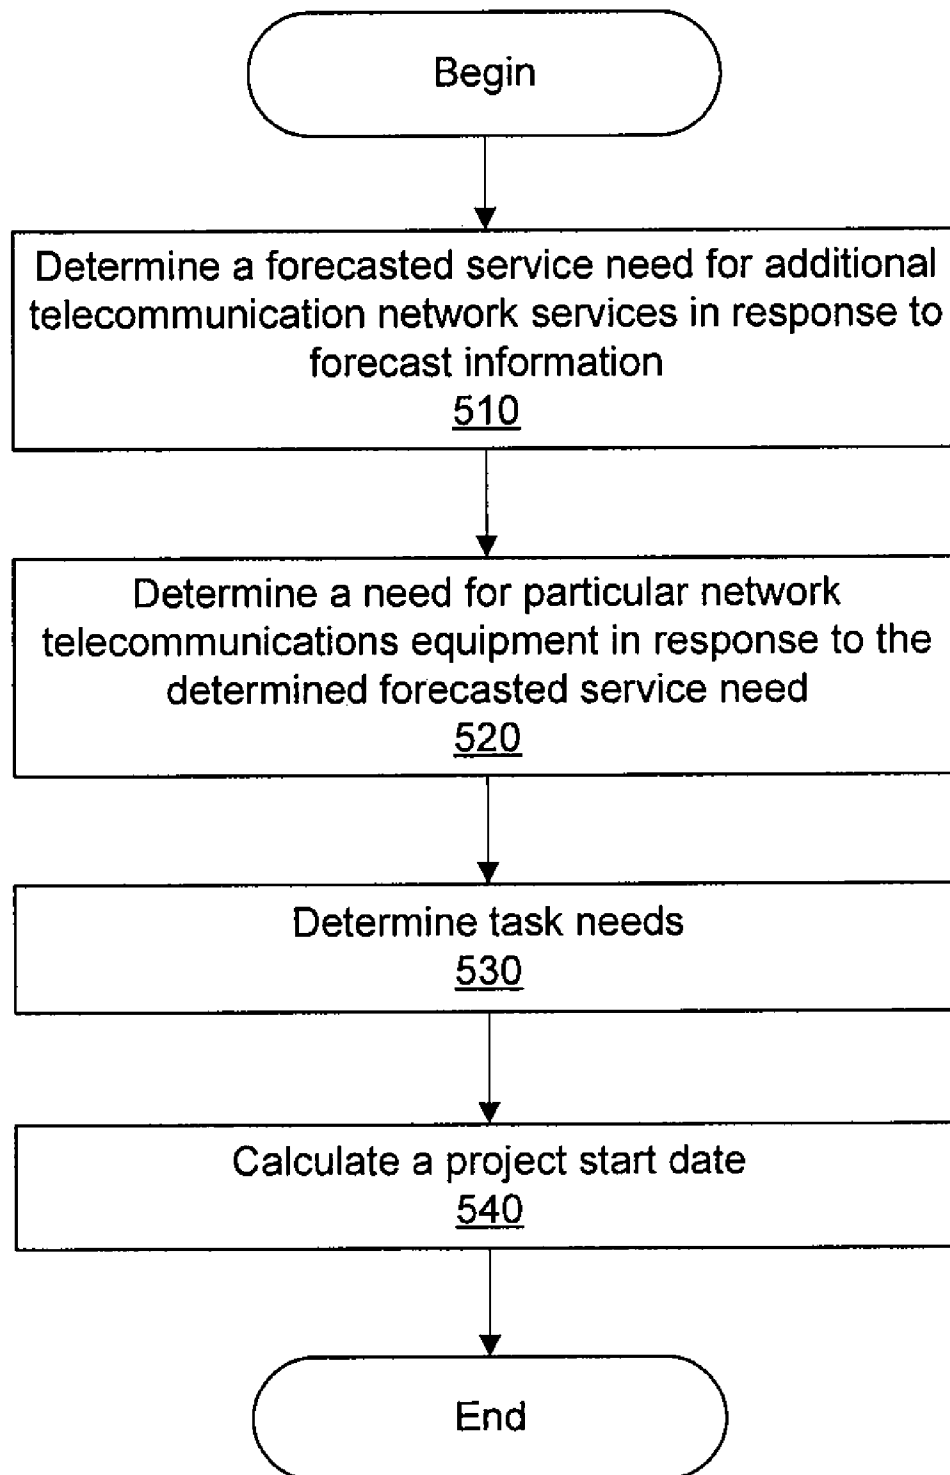 Begin
Determine a forecasted service need for additional
telecommunication network services in response to
forecast information
510
Determine a need for particular network
telecommunications equipment in response to the
determined forecasted service need
520
Determine task needs
530
Calculate a project start date
540
End